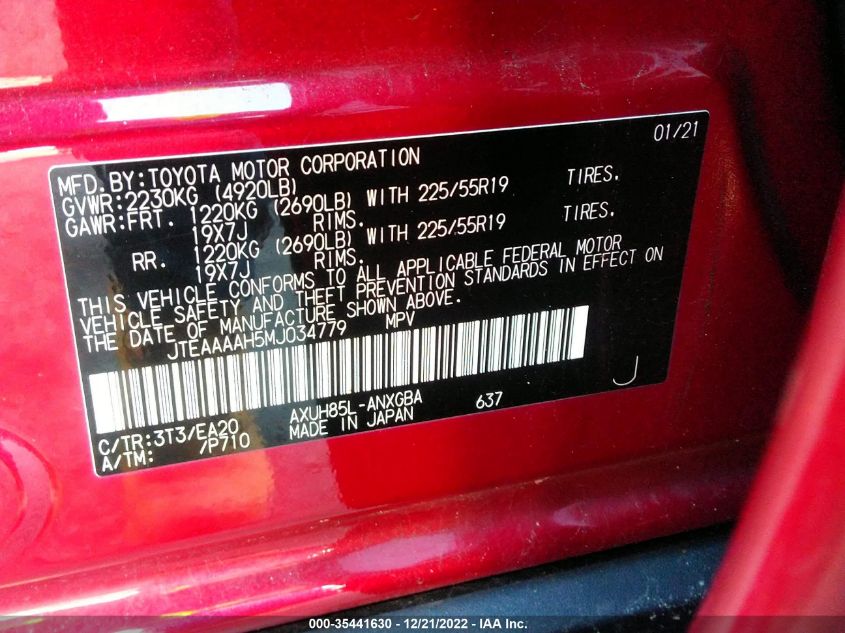 01/21
MFD.BY:TOYOTA MOTOR CORPORATION
GVWR:2230KG (4920LB)
GAWR:FRT. 1220KG (2690LB) WITH 225/55R19 TIRES.
19X7J RIMS.
RR. 1220KG (2690LB) WITH 225/55R19 TIRES.
19X7J RIMS.
THIS VEHICLE CONFORMS TO ALL APPLICABLE FEDERAL MOTOR
VEHICLE SAFETY AND THEFT PREVENTION STANDARDS IN EFFECT ON
THE DATE OF MANUFACTURE SHOWN ABOVE.
JTEAAAAH5MJ034779 MPV
J
C/TR:3T3/EA20 AXUH85L-ANXGBA 637
A/TM: /P710 MADE IN JAPAN
000-35441630 - 12/21/2022 - IAA Inc.